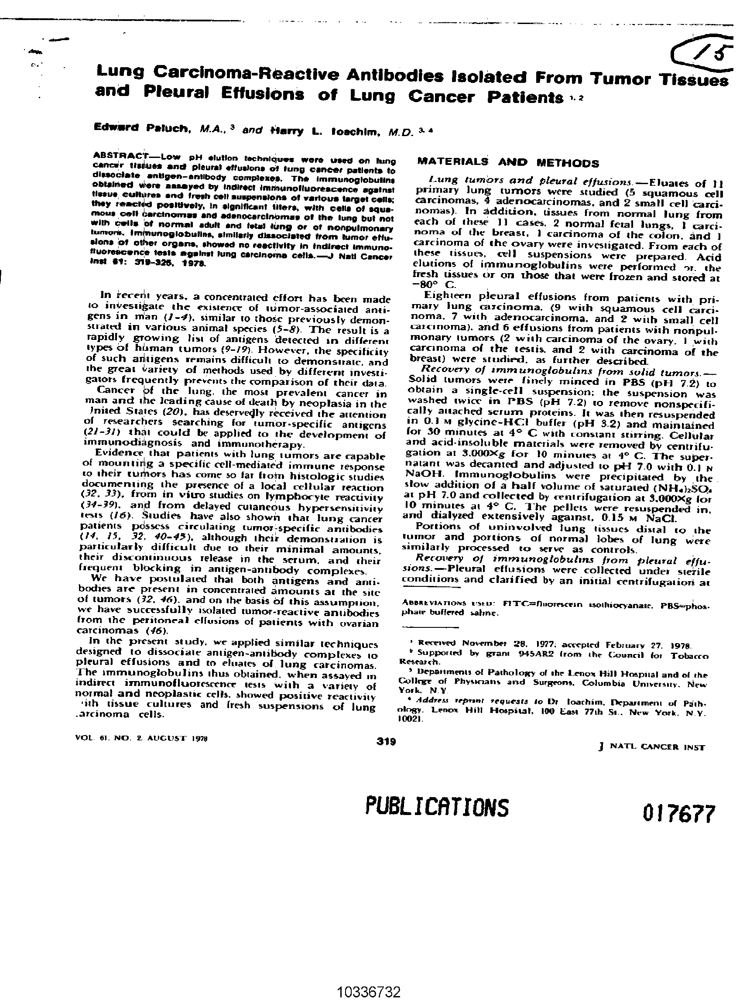 15
Lung Carcinoma-Reactive Antibodies Isolated From Tumor Tissues
and Pleural Effusions of Lung Cancer Patients 1, 2
Edward Paluch, M.A., 3 and Harry L. Ioachim, M.D. 3, 4
ABSTRACT—Low pH elution techniques were used on lung
cancer tissues and pleural effusions of lung cancer patients to
dissociate antigen-antibody complexes. The immunoglobulins
obtained were assayed by indirect immunofluorescence against
tissue cultures and fresh cell suspensions of various target cells;
they reacted positively, in significant titers, with cells of squa-
mous cell carcinomas and adenocarcinomas of the lung but not
with cells of normal adult and fetal lung or of nonpulmonary
tumors. Immunoglobulins, similarly dissociated from tumor effu-
sions of other organs, showed no reactivity in indirect immuno-
fluorescence tests against lung carcinoma cells.—J Natl Cancer
Inst 61: 319-325, 1978.
In recent years, a concentrated effort has been made
to investigate the existence of tumor-associated anti-
gens in man (1-4), similar to those previously demon-
strated in various animal species (5-8). The result is a
rapidly growing list of antigens detected in different
types of human tumors (9-19). However, the specificity
of such antigens remains difficult to demonstrate, and
the great variety of methods used by different investi-
gators frequently prevents the comparison of their data.
Cancer of the lung, the most prevalent cancer in
man and the leading cause of death by neoplasia in the
Jnited States (20), has deservedly received the attention
of researchers searching for tumor-specific antigens
(21-31) that could be applied to the development of
immunodiagnosis and immunotherapy.
Evidence that patients with lung tumors are capable
of mounting a specific cell-mediated immune response
to their tumors has come so far from histologic studies
documenting the presence of a local cellular reaction
(32, 33), from in vitro studies on lymphocyte reactivity
(34-39), and from delayed cutaneous hypersensitivity
tests (16). Studies have also shown that lung cancer
patients possess circulating tumor-specific antibodies
(14, 15, 32, 40-45), although their demonstration is
particularly difficult due to their minimal amounts,
their discontinuous release in the serum, and their
frequent blocking in antigen-antibody complexes.
We have postulated that both antigens and anti-
bodies are present in concentrated amounts at the site
of tumors (32, 46), and on the basis of this assumption,
we have successfully isolated tumor-reactive antibodies
from the peritoneal effusions of patients with ovarian
carcinomas (46).
In the present study, we applied similar techniques
designed to dissociate antigen-antibody complexes to
pleural effusions and to eluates of lung carcinomas.
The immunoglobulins thus obtained, when assayed in
indirect immunofluorescence tests with a variety of
normal and neoplastic cells, showed positive reactivity
ith tissue cultures and fresh suspensions of lung
arcinoma cells.
MATERIALS AND METHODS
Lung tumors and pleural effusions.—Eluates of 11
primary lung tumors were studied (5 squamous cell
carcinomas, 4 adenocarcinomas, and 2 small cell carci-
nomas). In addition, tissues from normal lung from
each of these 11 cases, 2 normal fetal lungs, 1 carci-
noma of the breast, 1 carcinoma of the colon, and 1
carcinoma of the ovary were investigated. From each of
these tissues, cell suspensions were prepared. Acid
elutions of immunoglobulins were performed on the
fresh tissues or on those that were frozen and stored at
−80° C.
Eighteen pleural effusions from patients with pri-
mary lung carcinoma, (9 with squamous cell carci-
noma, 7 with adenocarcinoma, and 2 with small cell
carcinoma), and 6 effusions from patients with nonpul-
monary tumors (2 with carcinoma of the ovary, 1 with
carcinoma of the testis, and 2 with carcinoma of the
breast) were studied, as further described.
Recovery of immunoglobulins from solid tumors.—
Solid tumors were finely minced in PBS (pH 7.2) to
obtain a single-cell suspension; the suspension was
washed twice in PBS (pH 7.2) to remove nonspecifi-
cally attached serum proteins. It was then resuspended
in 0.1 M glycine-HCl buffer (pH 3.2) and maintained
for 30 minutes at 4° C with constant stirring. Cellular
and acid-insoluble materials were removed by centrifu-
gation at 3,000×g for 10 minutes at 4° C. The super-
natant was decanted and adjusted to pH 7.0 with 0.1 N
NaOH. Immunoglobulins were precipitated by the
slow addition of a half volume of saturated (NH4)2SO4
at pH 7.0 and collected by centrifugation at 3,000×g for
10 minutes at 4° C. The pellets were resuspended in,
and dialyzed extensively against, 0.15 M NaCl.
Portions of uninvolved lung tissues distal to the
tumor and portions of normal lobes of lung were
similarly processed to serve as controls.
Recovery of immunoglobulins from pleural effu-
sions.—Pleural effusions were collected under sterile
conditions and clarified by an initial centrifugation at
ABBREVIATIONS USED: FITC=fluorescein isothiocyanate, PBS=phos-
phate buffered saline.
1 Received November 28, 1977; accepted February 27, 1978.
2 Supported by grant 945AR2 from the Council for Tobacco
Research.
3 Departments of Pathology of the Lenox Hill Hospital and of the
College of Physicians and Surgeons, Columbia University, New
York, N.Y.
4 Address reprint requests to Dr Ioachim, Department of Path-
ology, Lenox Hill Hospital, 100 East 77th St., New York, N.Y.
10021.
VOL. 61, NO. 2, AUGUST 1978
319
J NATL CANCER INST
PUBLICATIONS
017677
10336732